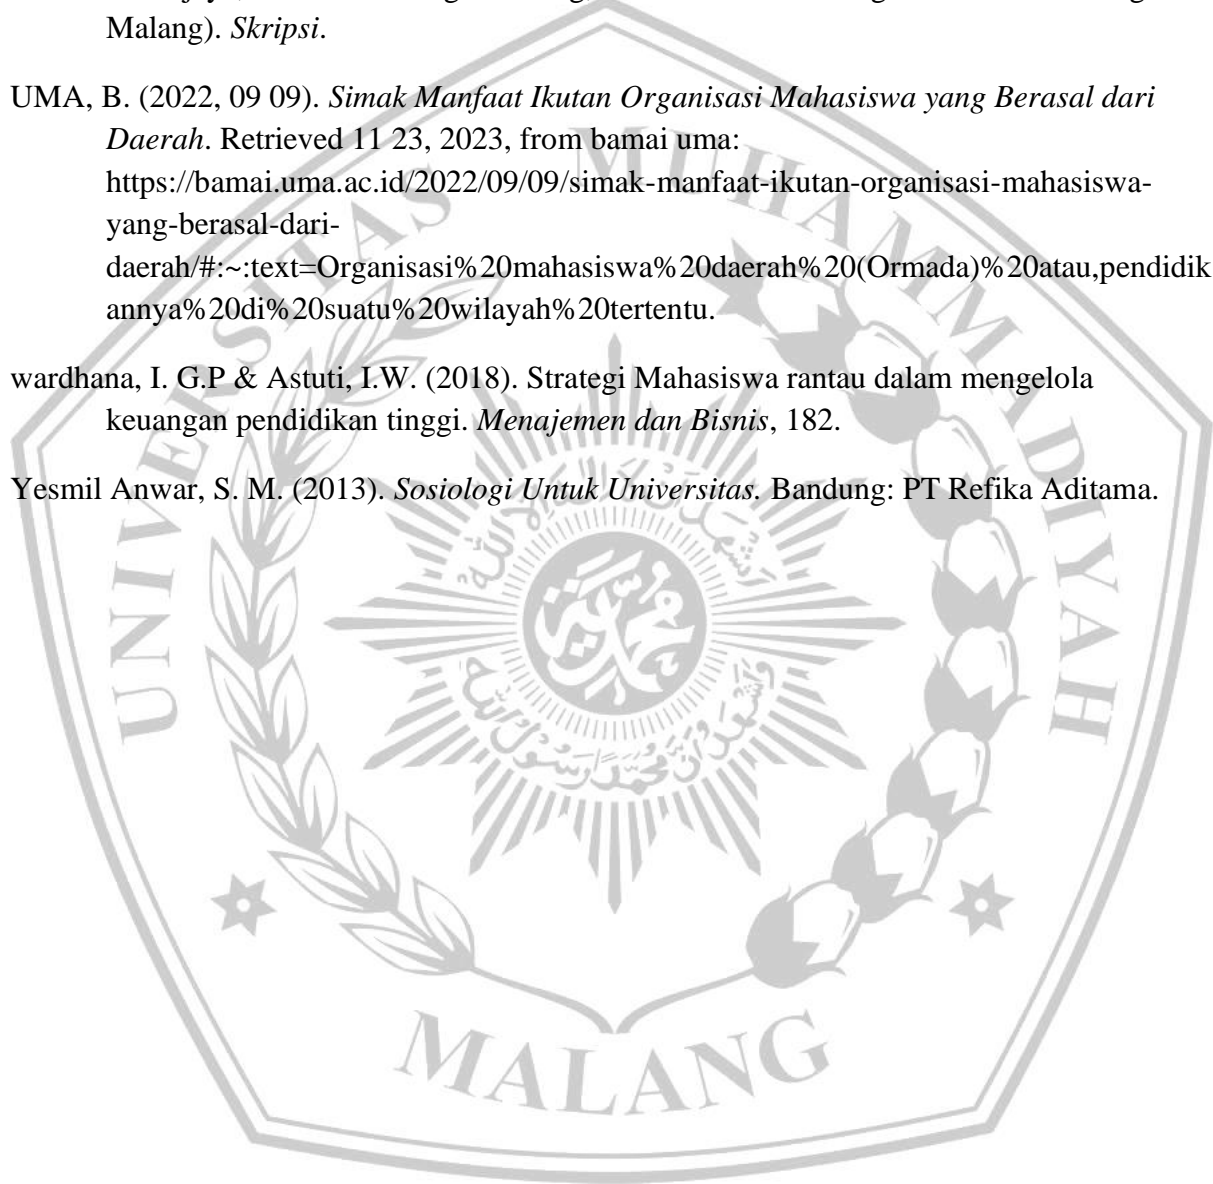 Malang). Skripsi.
UMA, B. (2022, 09 09). Simak Manfaat Ikutan Organisasi Mahasiswa yang Berasal dari
Daerah. Retrieved 11 23, 2023, from bamai uma:
https://bamai.uma.ac.id/2022/09/09/simak-manfaat-ikutan-organisasi-mahasiswa-
yang-berasal-dari-
daerah/#:~:text=Organisasi%20mahasiswa%20daerah%20(Ormada)%20atau,pendidik
annya%20di%20suatu%20wilayah%20tertentu.
wardhana, I. G.P & Astuti, I.W. (2018). Strategi Mahasiswa rantau dalam mengelola
keuangan pendidikan tinggi. Menajemen dan Bisnis, 182.
Yesmil Anwar, S. M. (2013). Sosiologi Untuk Universitas. Bandung: PT Refika Aditama.
UNIVERSITAS MUHAMMADIYAH
MALANG